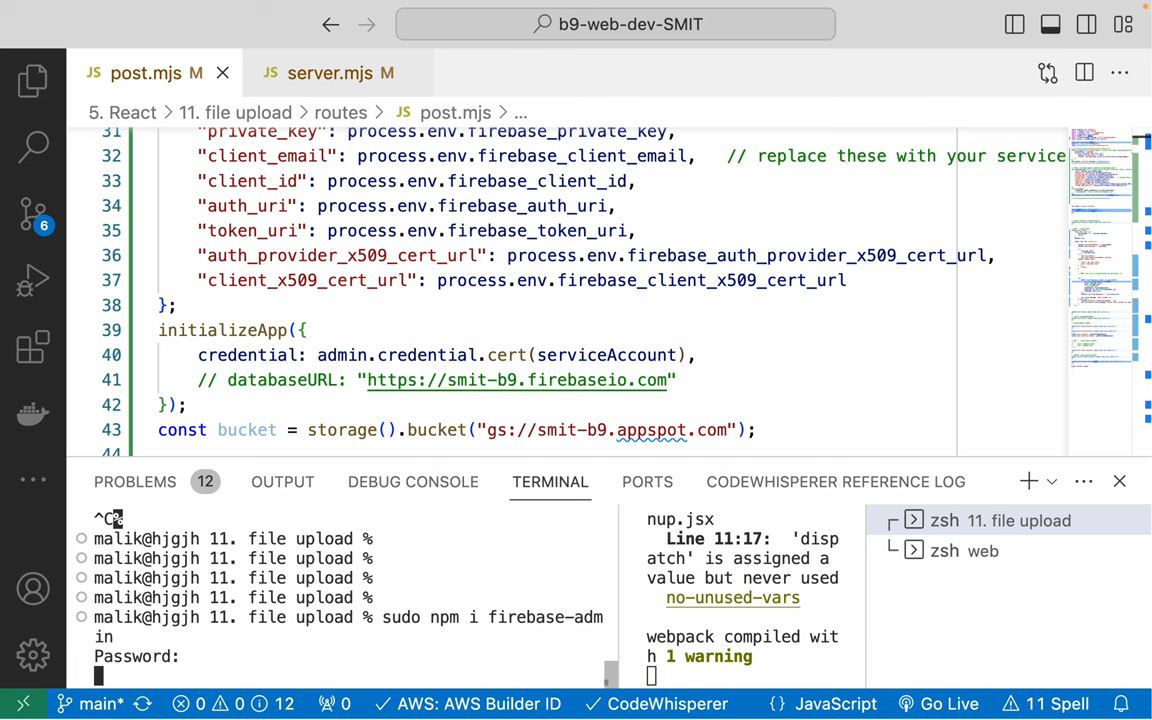 b9-web-dev-SMIT
JS post.mjs M
JS server.mjs M
5. React > 11. file upload > routes > JS post.mjs > ...
31 "private_key": process.env.firebase_private_key,
32 "client_email": process.env.firebase_client_email, // replace these with your service
33 "client_id": process.env.firebase_client_id,
34 "auth_uri": process.env.firebase_auth_uri,
35 "token_uri": process.env.firebase_token_uri,
36 "auth_provider_x509_cert_url": process.env.firebase_auth_provider_x509_cert_url,
37 "client_x509_cert_url": process.env.firebase_client_x509_cert_url
38 };
39 initializeApp({
40 credential: admin.credential.cert(serviceAccount),
41 // databaseURL: "https://smit-b9.firebaseio.com"
42 });
43 const bucket = storage().bucket("gs://smit-b9.appspot.com");
44
6
PROBLEMS 12 OUTPUT DEBUG CONSOLE TERMINAL PORTS CODEWHISPERER REFERENCE LOG
^C%
malik@hjgjh 11. file upload %
malik@hjgjh 11. file upload %
malik@hjgjh 11. file upload %
malik@hjgjh 11. file upload %
malik@hjgjh 11. file upload % sudo npm i firebase-adm
in
Password:
nup.jsx
Line 11:17: 'disp
atch' is assigned a
value but never used
no-unused-vars
webpack compiled wit
h 1 warning
zsh 11. file upload
zsh web
main* 0 0 12 0 AWS: AWS Builder ID CodeWhisperer {} JavaScript Go Live 11 Spell